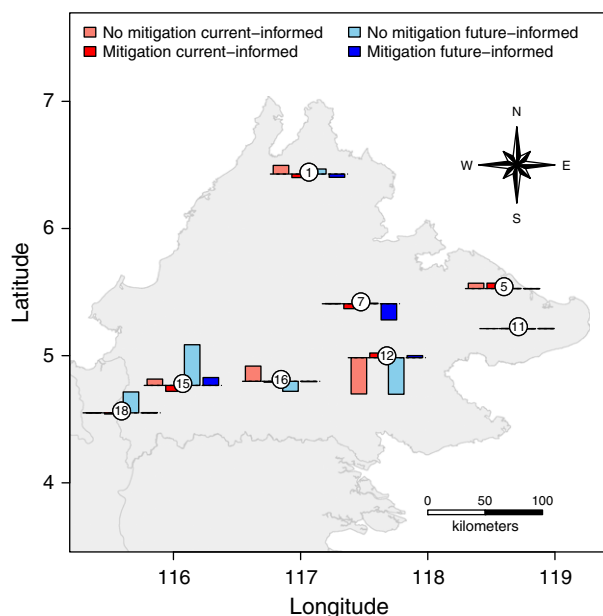 No mitigation current−informed
Mitigation current−informed
No mitigation future−informed
Mitigation future−informed
N
W E
S
7
6
5
4
Latitude
1
7
5
11
12
15
16
18
0 50 100
kilometers
116 117 118 119
Longitude